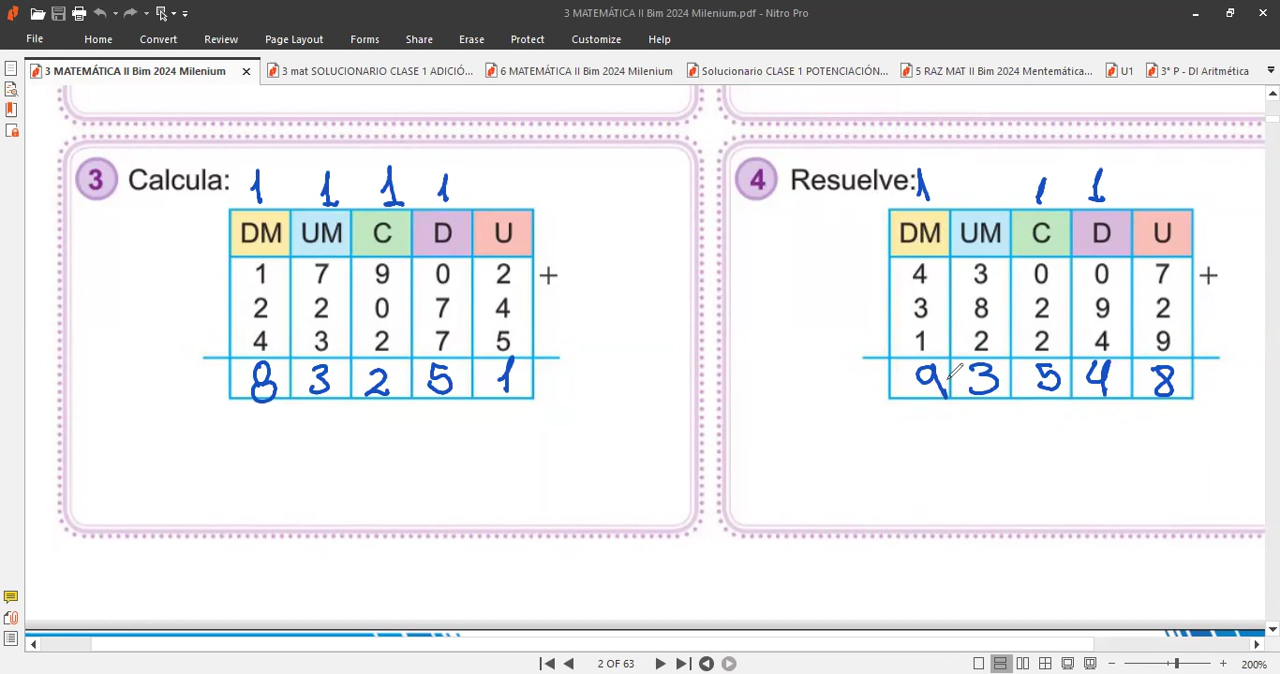 3 MATEMÁTICA II Bim 2024 Milenium.pdf - Nitro Pro
File Home Convert Review Page Layout Forms Share Erase Protect Customize Help
3 MATEMÁTICA II Bim 2024 Milenium 3 mat SOLUCIONARIO CLASE 1 ADICIÓ... 6 MATEMÁTICA II Bim 2024 Milenium Solucionario CLASE 1 POTENCIACIÓN... 5 RAZ MAT II Bim 2024 Mentemática... U1 3° P - DI Aritmética
3 Calcula:
1 1 1 1
DM UM C D U
1 7 9 0 2 +
2 2 0 7 4
4 3 2 7 5
8 3 2 5 1
4 Resuelve:
1 1 1
DM UM C D U
4 3 0 0 7 +
3 8 2 9 2
1 2 2 4 9
9 3 5 4 8
2 OF 63
200%